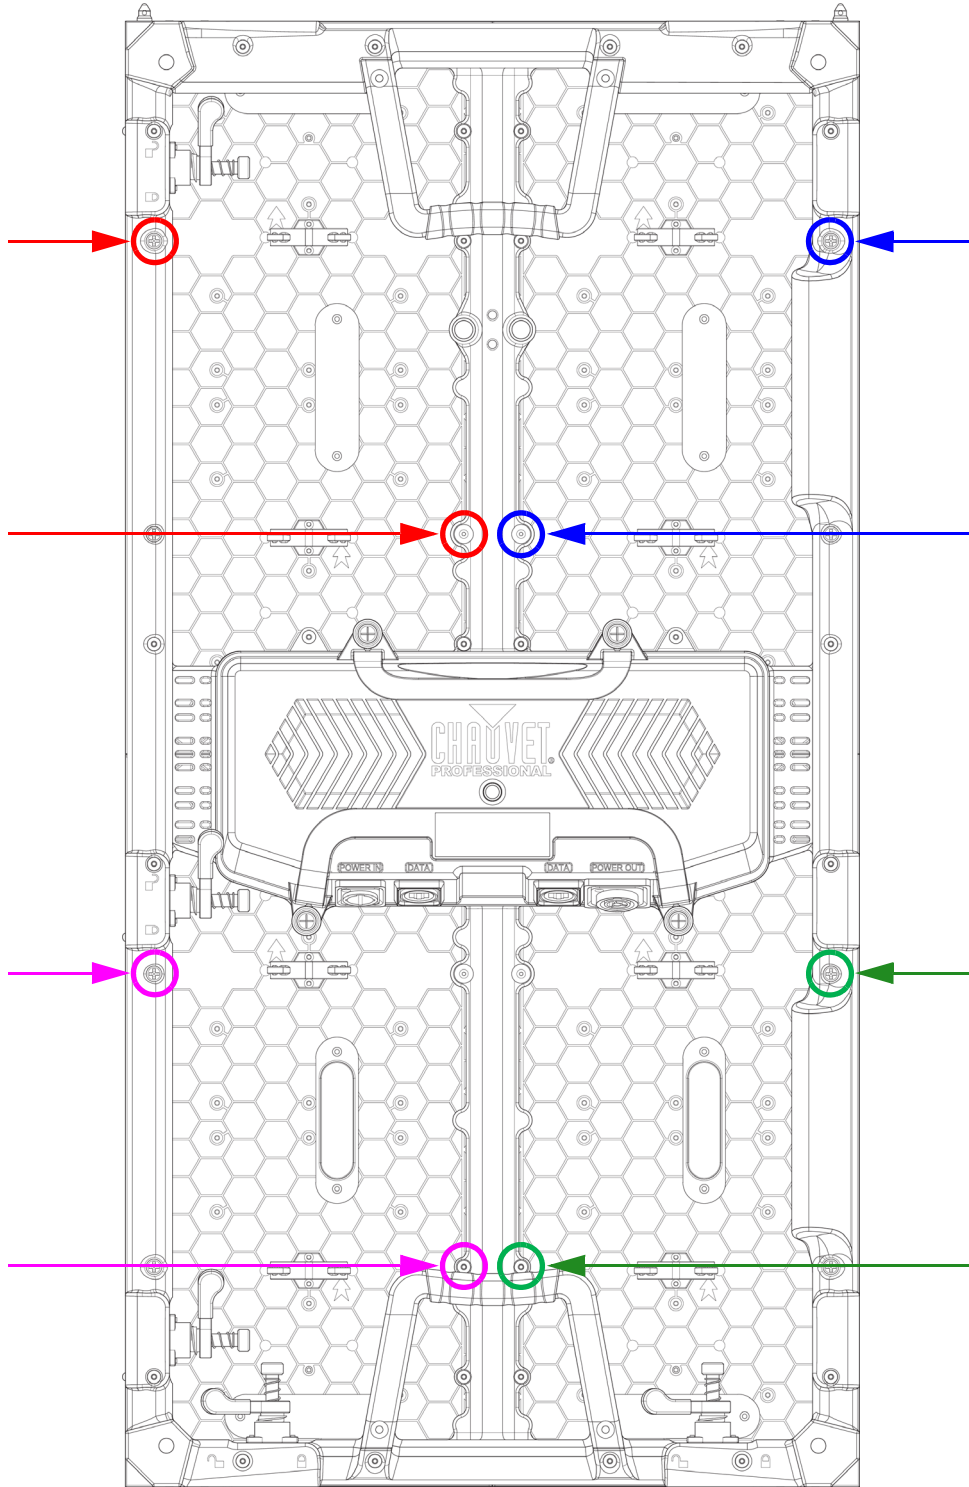 CHAUVET®
PROFESSIONAL
POWER IN
DATA
DATA
POWER OUT